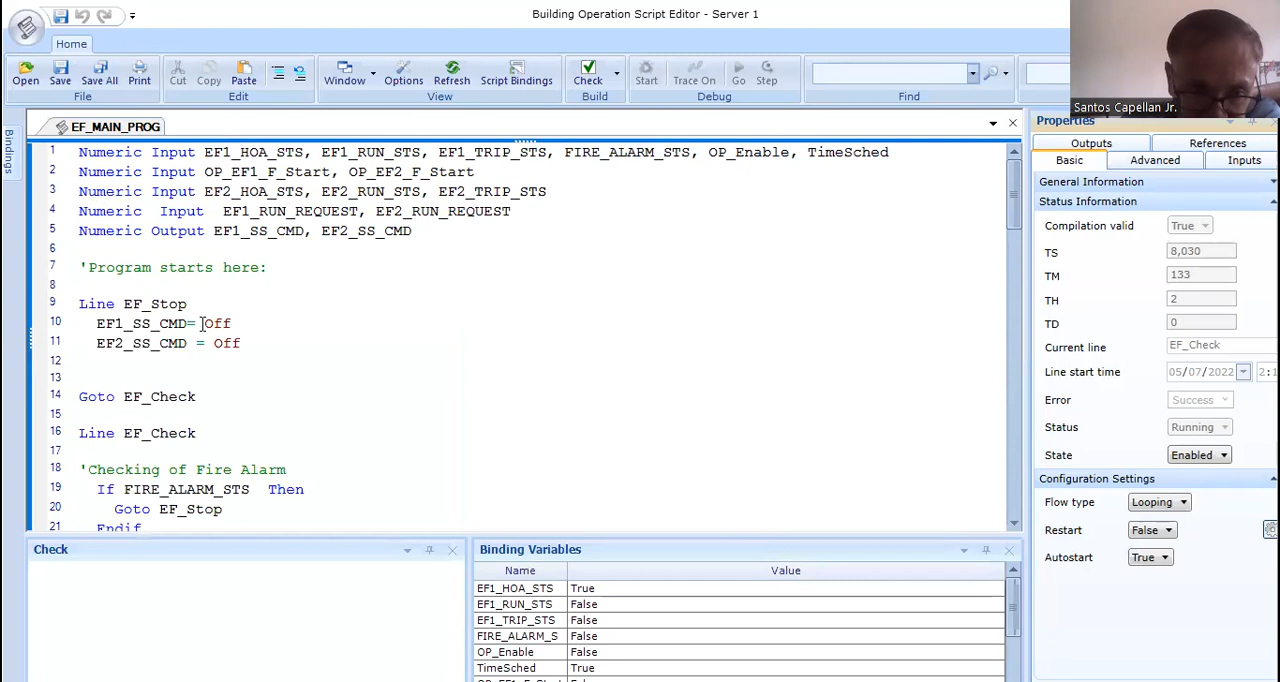 Building Operation Script Editor - Server 1
Home
Open Save Save All Print Cut Copy Paste Window Options Refresh Script Bindings Check Start Trace On Go Step
File Edit View Build Debug Find
Santos Capellan Jr.
Bindings
EF_MAIN_PROG
1 Numeric Input EF1_HOA_STS, EF1_RUN_STS, EF1_TRIP_STS, FIRE_ALARM_STS, OP_Enable, TimeSched
2 Numeric Input OP_EF1_F_Start, OP_EF2_F_Start
3 Numeric Input EF2_HOA_STS, EF2_RUN_STS, EF2_TRIP_STS
4 Numeric Input EF1_RUN_REQUEST, EF2_RUN_REQUEST
5 Numeric Output EF1_SS_CMD, EF2_SS_CMD
6
7 'Program starts here:
8
9 Line EF_Stop
10 EF1_SS_CMD= Off
11 EF2_SS_CMD = Off
12
13
14 Goto EF_Check
15
16 Line EF_Check
17
18 'Checking of Fire Alarm
19 If FIRE_ALARM_STS Then
20 Goto EF_Stop
21 Endif
Check
Binding Variables
Name Value
EF1_HOA_STS True
EF1_RUN_STS False
EF1_TRIP_STS False
FIRE_ALARM_S False
OP_Enable False
TimeSched True
Properties
Outputs References
Basic Advanced Inputs
General Information
Status Information
Compilation valid True
TS 8,030
TM 133
TH 2
TD 0
Current line EF_Check
Line start time 05/07/2022 2:1
Error Success
Status Running
State Enabled
Configuration Settings
Flow type Looping
Restart False
Autostart True